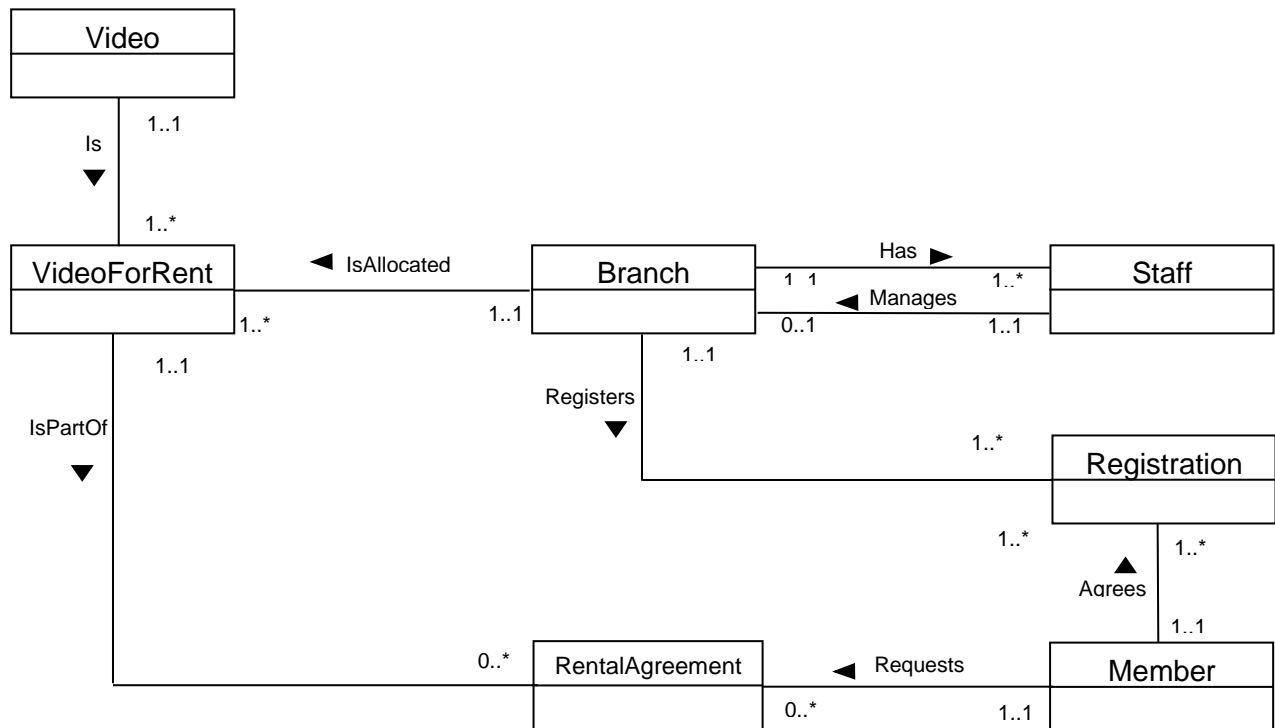 Video
1..1
Is
1..*
VideoForRent
IsAllocated
Branch
Has
Staff
1..*
1..1
1 1
1..*
Manages
0..1
1..1
1..1
1..1
Registers
IsPartOf
1..*
Registration
1..*
1..*
Agrees
1..1
0..*
RentalAgreement
Requests
Member
0..*
1..1